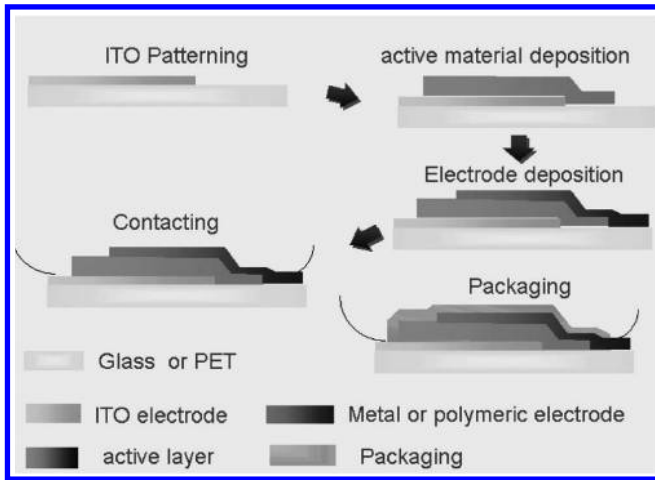 ITO Patterning
active material deposition
Electrode deposition
Contacting
Packaging
Glass or PET
ITO electrode
Metal or polymeric electrode
active layer
Packaging